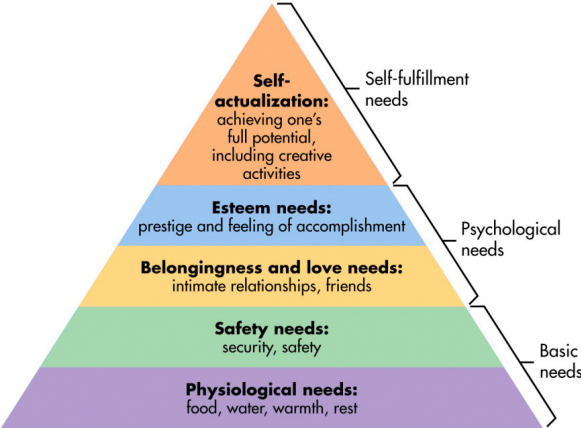 Self-
actualization:
achieving one's
full potential,
including creative
activities
Self-fulfillment
needs
Esteem needs:
prestige and feeling of accomplishment
Psychological
needs
Belongingness and love needs:
intimate relationships, friends
Safety needs:
security, safety
Basic
needs
Physiological needs:
food, water, warmth, rest